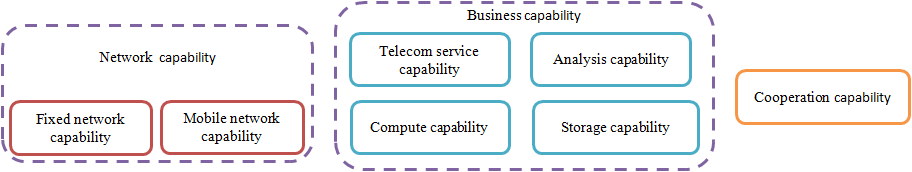 Network capability
Fixed network
capability
Mobile network
capability
Business capability
Telecom service
capability
Analysis capability
Compute capability
Storage capability
Cooperation capability